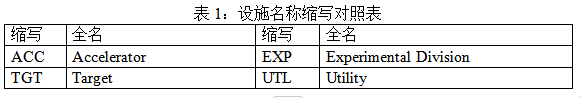 表 1：设施名称缩写对照表
缩写 全名 缩写 全名
ACC Accelerator EXP Experimental Division
TGT Target UTL Utility